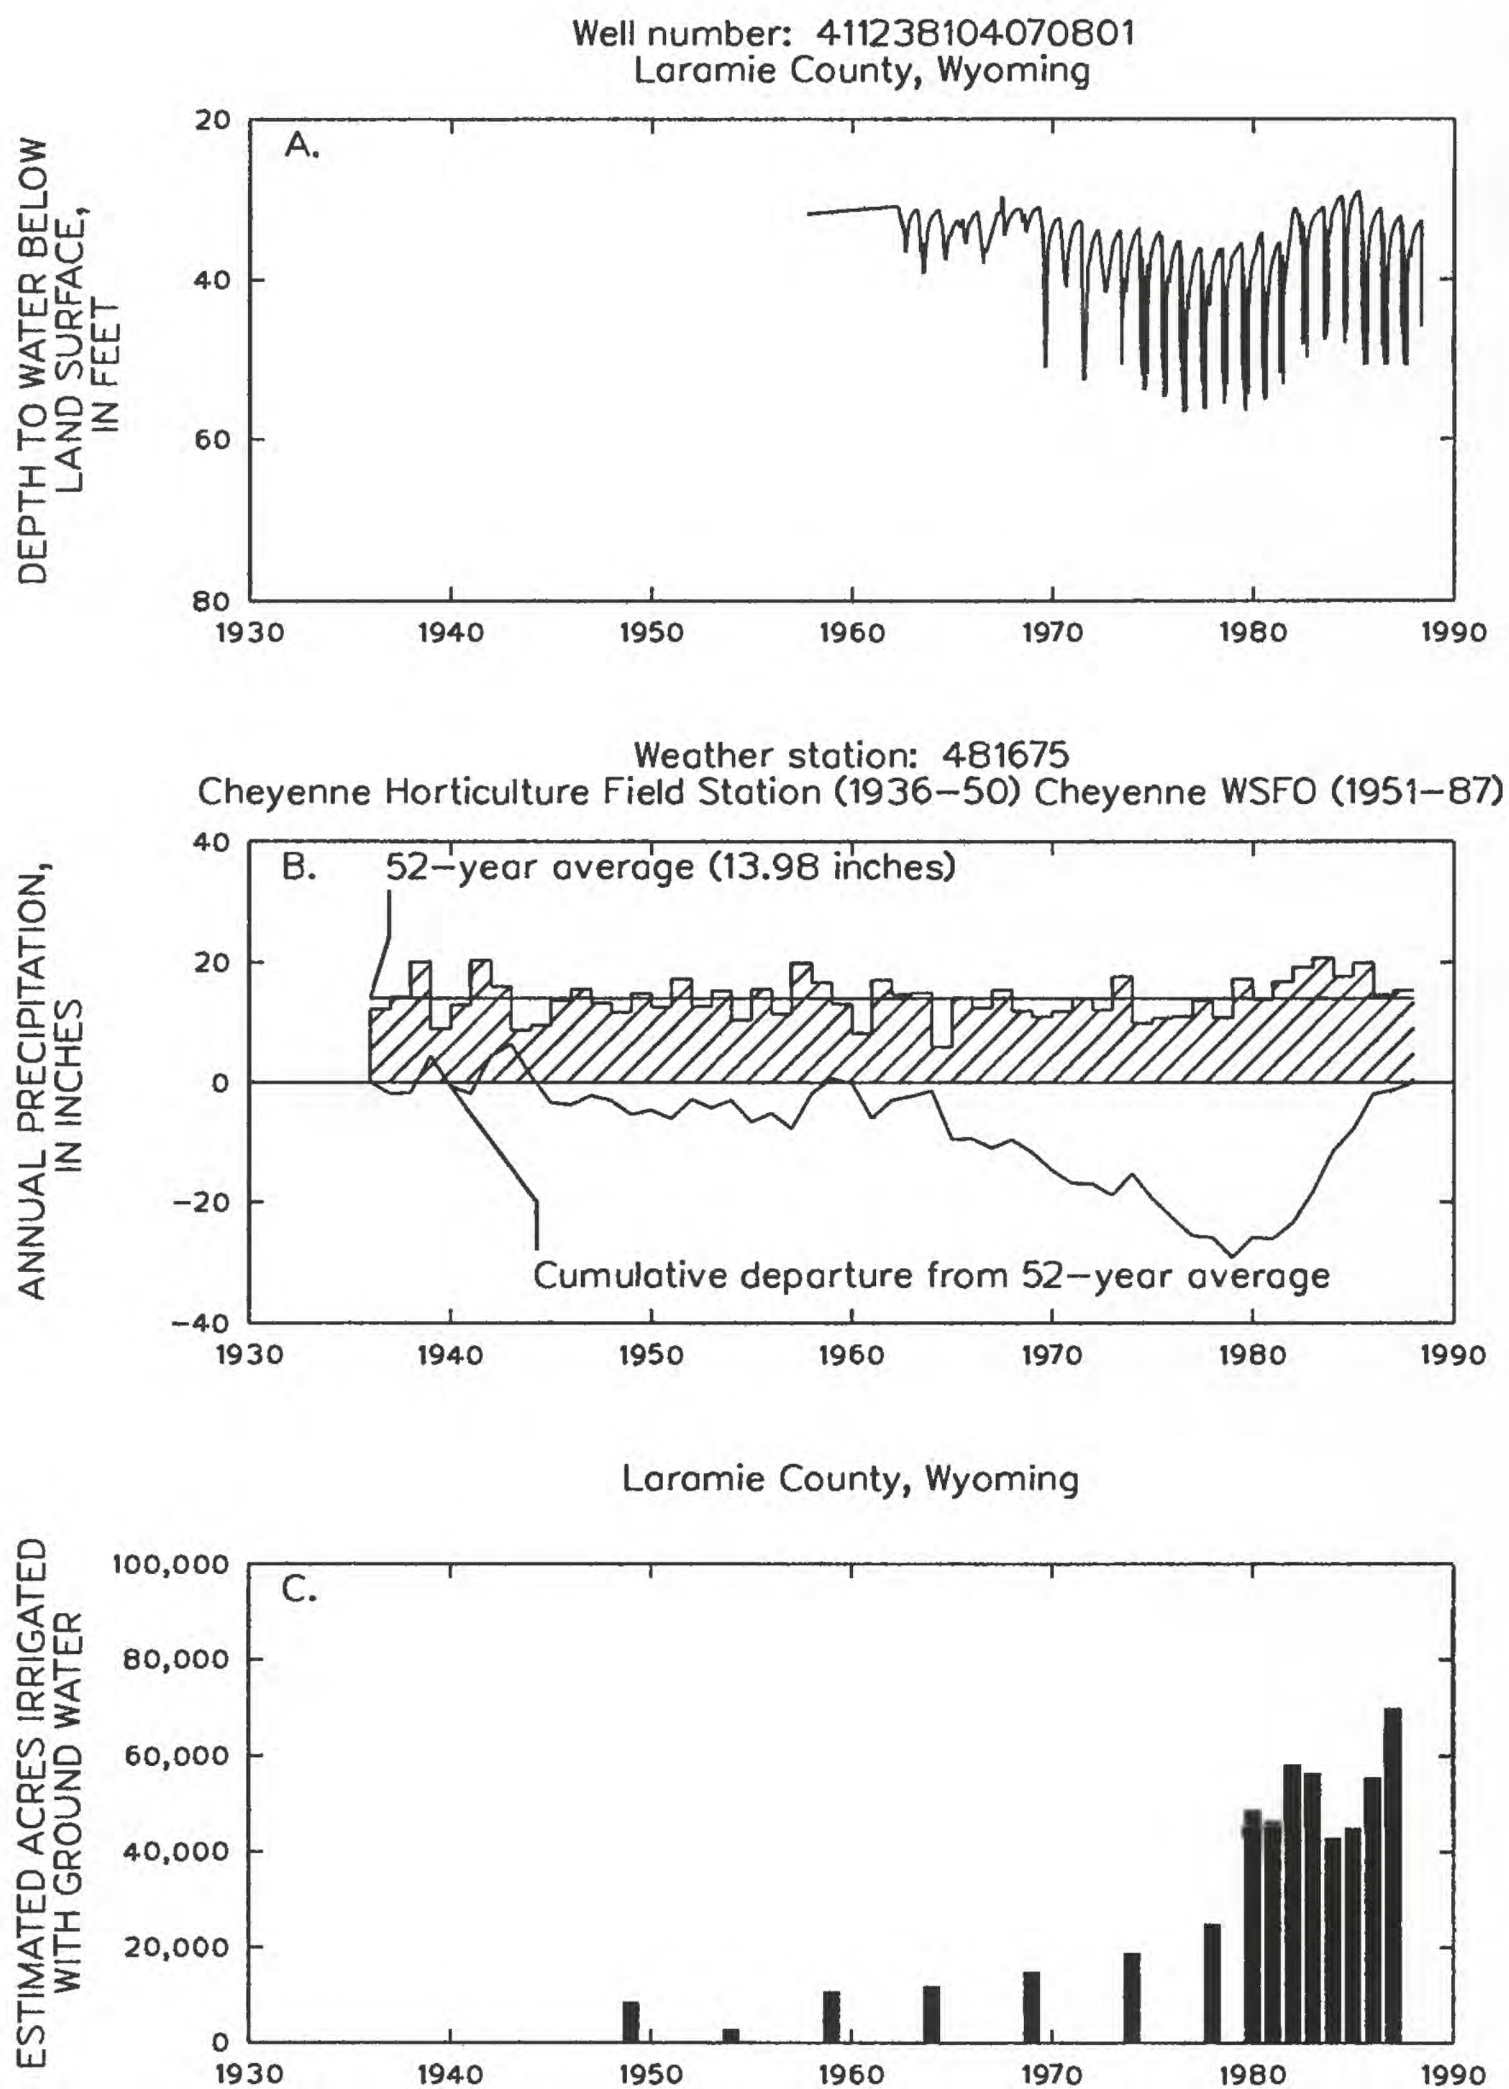 Well number: 411238104070801
Laramie County, Wyoming
DEPTH TO WATER BELOW
LAND SURFACE,
IN FEET
A.
20
40
60
80
1930 1940 1950 1960 1970 1980 1990
Weather station: 481675
Cheyenne Horticulture Field Station (1936-50) Cheyenne WSFO (1951-87)
ANNUAL PRECIPITATION,
IN INCHES
40
B. 52-year average (13.98 inches)
20
0
-20
Cumulative departure from 52-year average
-40
1930 1940 1950 1960 1970 1980 1990
Laramie County, Wyoming
ESTIMATED ACRES IRRIGATED
WITH GROUND WATER
100,000
C.
80,000
60,000
40,000
20,000
0
1930 1940 1950 1960 1970 1980 1990